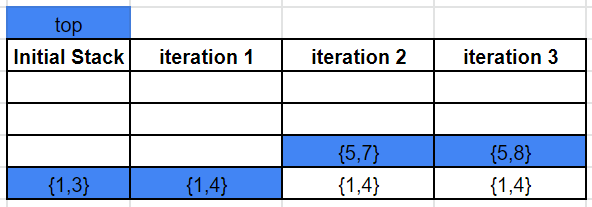 top
Initial Stack iteration 1 iteration 2 iteration 3
{5,7} {5,8}
{1,3} {1,4} {1,4} {1,4}